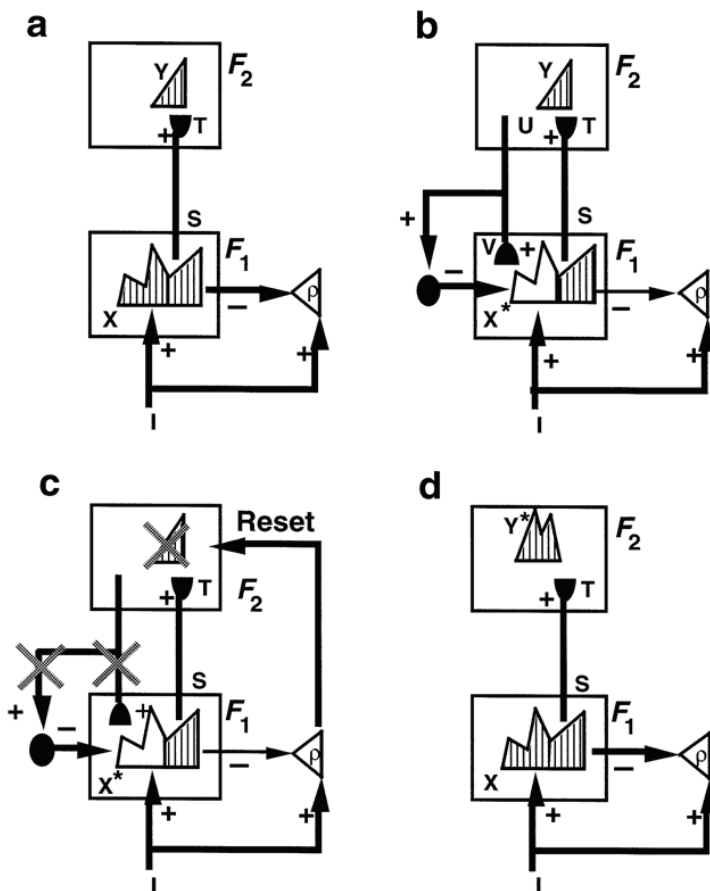 a
Y
F2
+
T
S
F1
X
−
ρ
+
+
I
b
Y
F2
U
+
T
+
S
V
+
F1
−
X*
−
ρ
+
+
I
c
Reset
+
T
F2
S
+
+
F1
−
X*
−
ρ
+
+
I
d
Y*
F2
+
T
S
F1
X
−
ρ
+
+
I